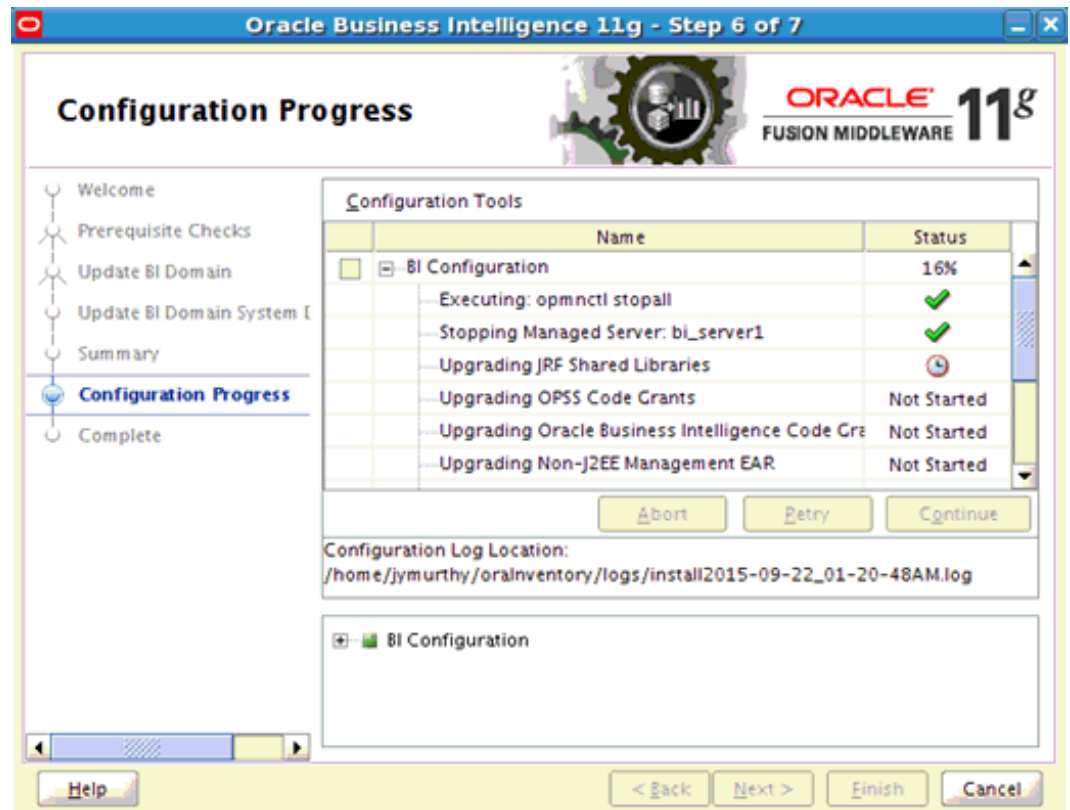 Oracle Business Intelligence 11g - Step 6 of 7
Configuration Progress
ORACLE'
FUSION MIDDLEWARE
11g
Welcome
Prerequisite Checks
Update BI Domain
Update BI Domain System
Summary
Configuration Progress
Complete
Configuration Tools
Name Status
BI Configuration 16%
Executing: opmnctl stopall
Stopping Managed Server: bi_server1
Upgrading JRF Shared Libraries
Upgrading OPSS Code Grants Not Started
Upgrading Oracle Business Intelligence Code Gra Not Started
Upgrading Non-J2EE Management EAR Not Started
Abort Retry Continue
Configuration Log Location:
/home/jymurthy/oraInventory/logs/install2015-09-22_01-20-48AM.log
BI Configuration
Help < Back Next > Finish Cancel